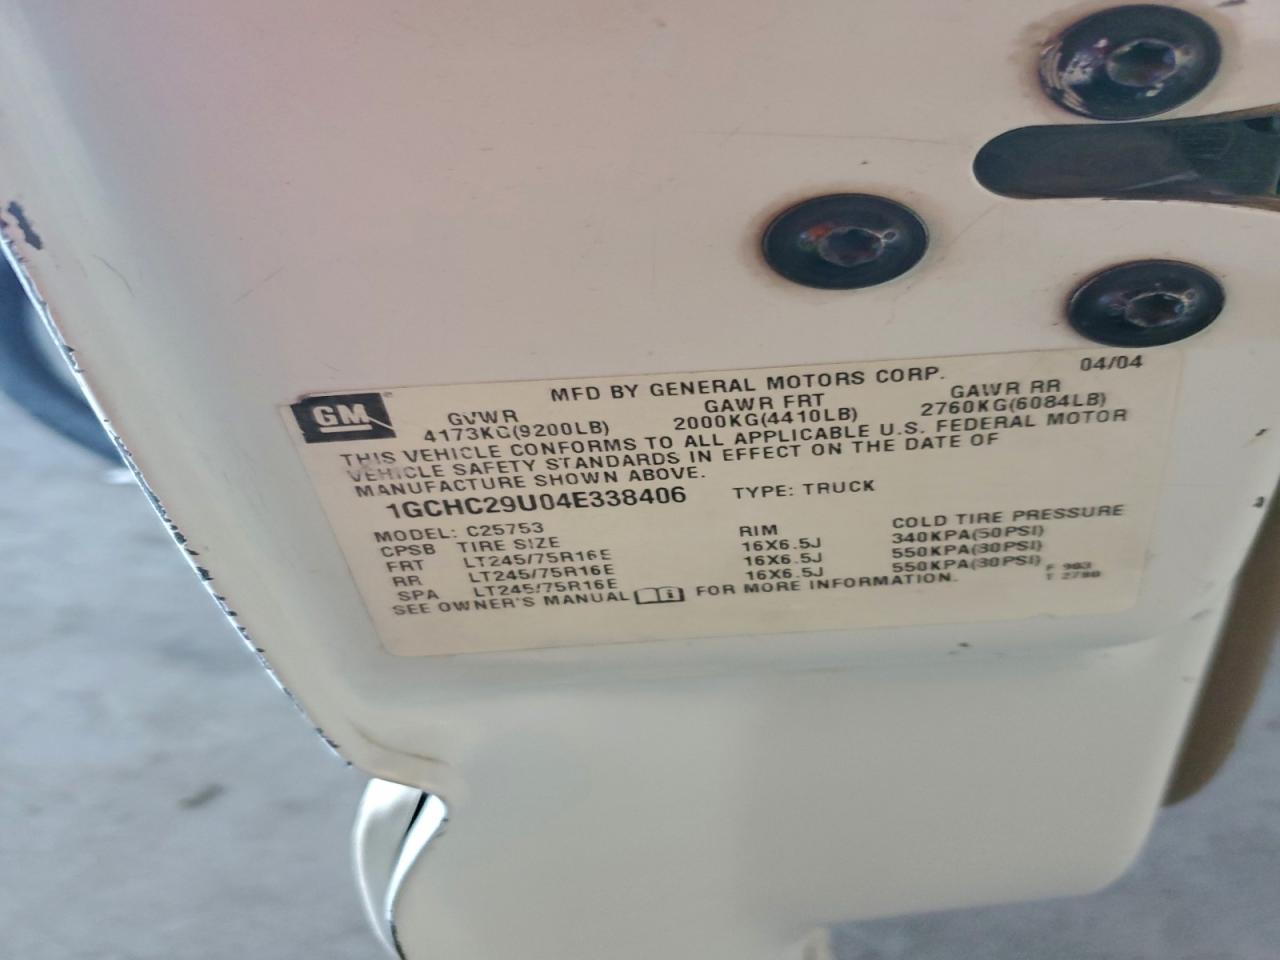 GM
MFD BY GENERAL MOTORS CORP. 04/04
GVWR GAWR FRT GAWR RR
4173KG(9200LB) 2000KG(4410LB) 2760KG(6084LB)
THIS VEHICLE CONFORMS TO ALL APPLICABLE U.S. FEDERAL MOTOR
VEHICLE SAFETY STANDARDS IN EFFECT ON THE DATE OF
MANUFACTURE SHOWN ABOVE.
1GCHC29U04E338406 TYPE: TRUCK
MODEL: C25753
CPSB TIRE SIZE RIM COLD TIRE PRESSURE
FRT LT245/75R16E 16X6.5J 340KPA(50PSI)
RR LT245/75R16E 16X6.5J 550KPA(30PSI)
SPA LT245/75R16E 16X6.5J 550KPA(30PSI)
SEE OWNER'S MANUAL FOR MORE INFORMATION.
F 903
T 2780